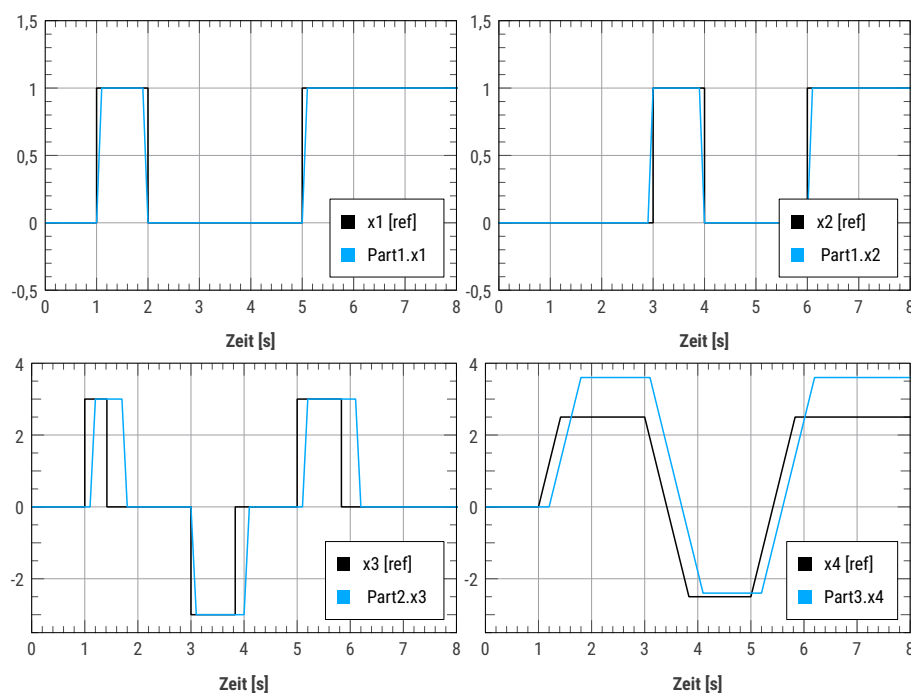 1,5
1
0,5
0
-0,5
0 1 2 3 4 5 6 7 8
Zeit [s]
x1 [ref]
Part1.x1
1,5
1
0,5
0
-0,5
0 1 2 3 4 5 6 7 8
Zeit [s]
x2 [ref]
Part1.x2
4
2
0
-2
0 1 2 3 4 5 6 7 8
Zeit [s]
x3 [ref]
Part2.x3
4
2
0
-2
0 1 2 3 4 5 6 7 8
Zeit [s]
x4 [ref]
Part3.x4